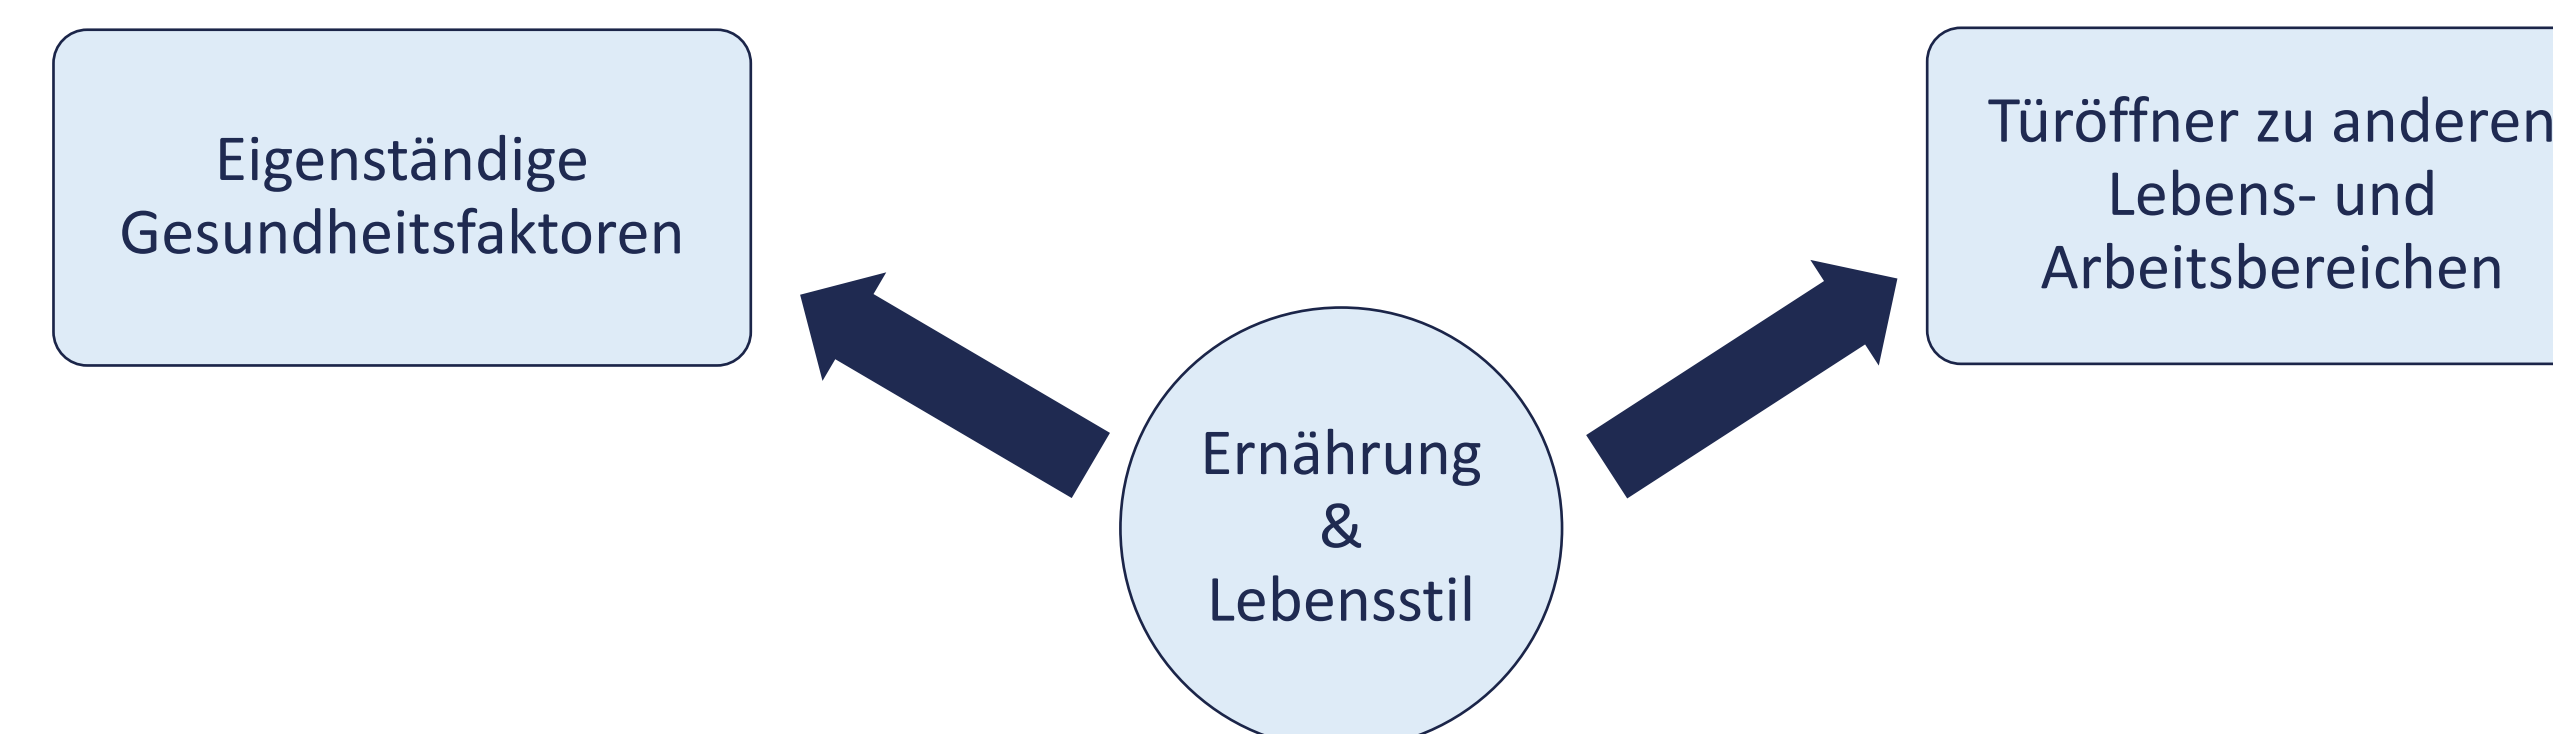 Eigenständige
Gesundheitsfaktoren
Türöffner zu anderen
Lebens- und
Arbeitsbereichen
Ernährung
&
Lebensstil